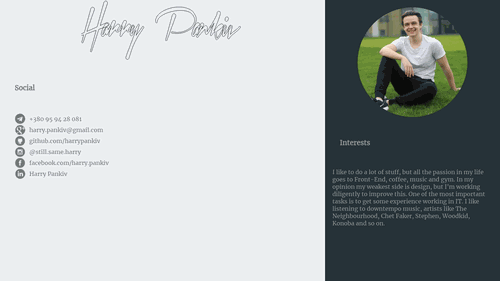 Harry Pankiv
Social
+380 95 94 28 081
harry.pankiv@gmail.com
github.com/harrypankiv
@still.same.harry
facebook.com/harry.pankiv
Harry Pankiv
Interests
I like to do a lot of stuff, but all the passion in my life
goes to Front-End, coffee, music and gym. In my
opinion my weakest side is design, but I'm working
diligently to improve this. One of the most important
tasks is to get some experience working in IT. I like
listening to downtempo music, artists like The
Neighbourhood, Chet Faker, Stephen, Woodkid,
Konoba and so on.